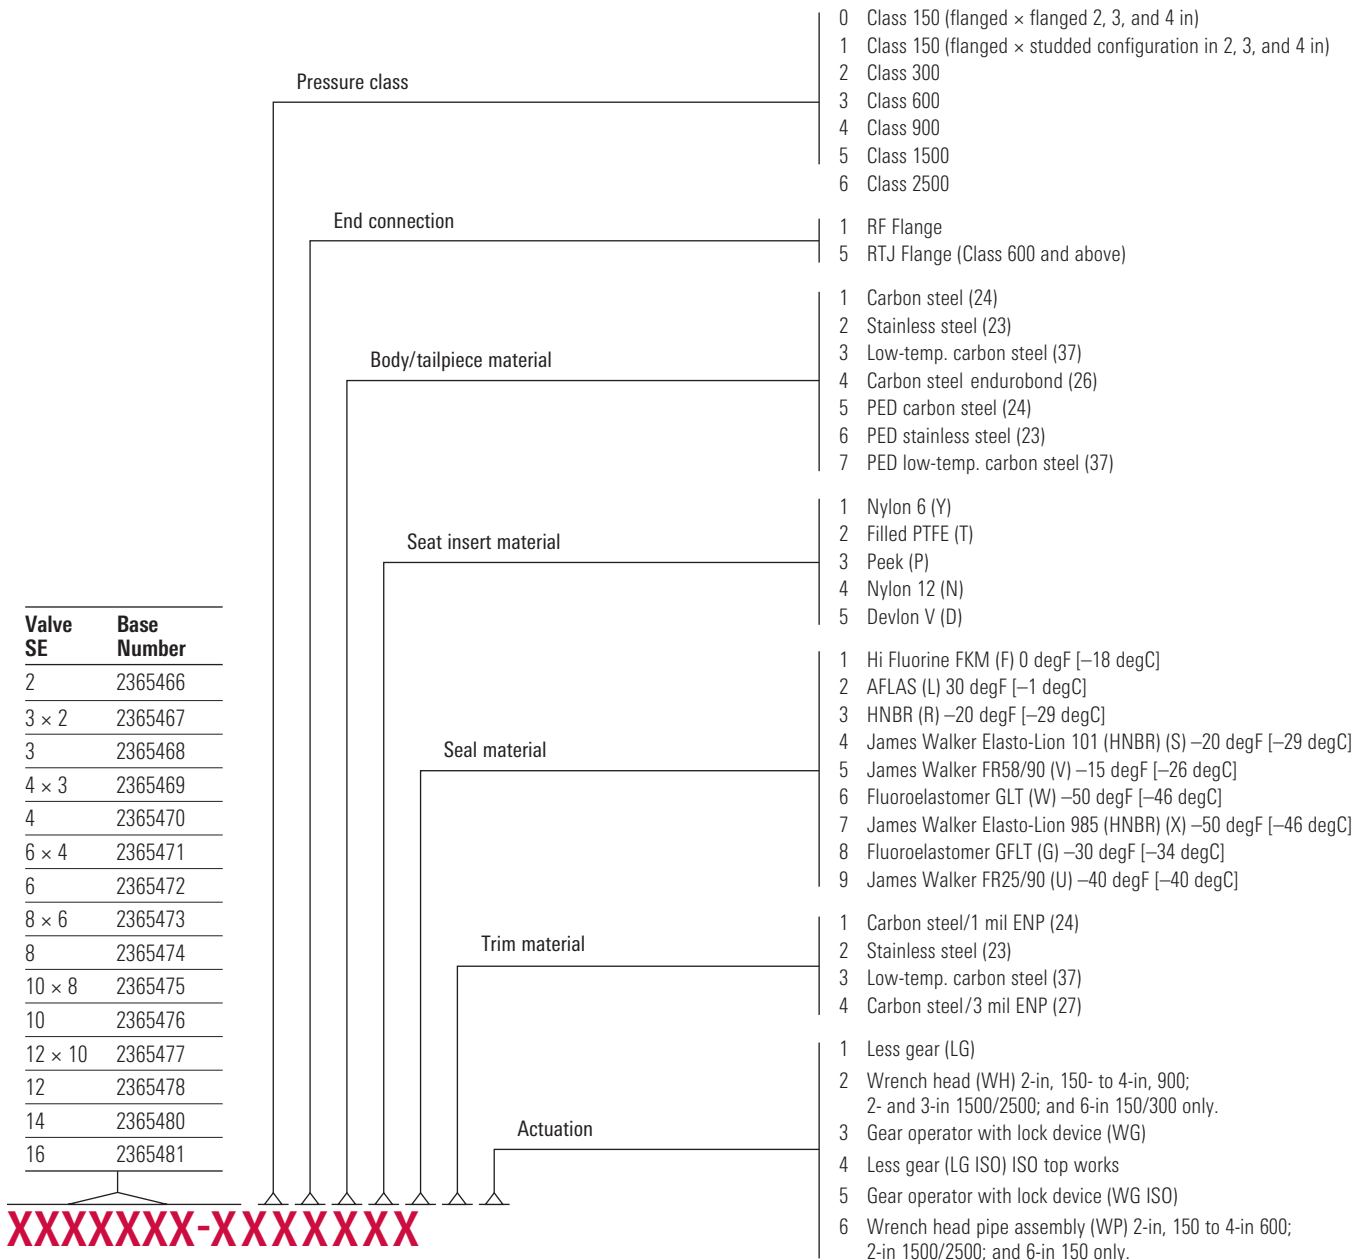 Pressure class
0 Class 150 (flanged × flanged 2, 3, and 4 in)
1 Class 150 (flanged × studded configuration in 2, 3, and 4 in)
2 Class 300
3 Class 600
4 Class 900
5 Class 1500
6 Class 2500
End connection
1 RF Flange
5 RTJ Flange (Class 600 and above)
Body/tailpiece material
1 Carbon steel (24)
2 Stainless steel (23)
3 Low-temp. carbon steel (37)
4 Carbon steel endurobond (26)
5 PED carbon steel (24)
6 PED stainless steel (23)
7 PED low-temp. carbon steel (37)
Seat insert material
1 Nylon 6 (Y)
2 Filled PTFE (T)
3 Peek (P)
4 Nylon 12 (N)
5 Devlon V (D)
Seal material
1 Hi Fluorine FKM (F) 0 degF [–18 degC]
2 AFLAS (L) 30 degF [–1 degC]
3 HNBR (R) –20 degF [–29 degC]
4 James Walker Elasto-Lion 101 (HNBR) (S) –20 degF [–29 degC]
5 James Walker FR58/90 (V) –15 degF [–26 degC]
6 Fluoroelastomer GLT (W) –50 degF [–46 degC]
7 James Walker Elasto-Lion 985 (HNBR) (X) –50 degF [–46 degC]
8 Fluoroelastomer GFLT (G) –30 degF [–34 degC]
9 James Walker FR25/90 (U) –40 degF [–40 degC]
Trim material
1 Carbon steel/1 mil ENP (24)
2 Stainless steel (23)
3 Low-temp. carbon steel (37)
4 Carbon steel/3 mil ENP (27)
Actuation
1 Less gear (LG)
2 Wrench head (WH) 2-in, 150- to 4-in, 900;
2- and 3-in 1500/2500; and 6-in 150/300 only.
3 Gear operator with lock device (WG)
4 Less gear (LG ISO) ISO top works
5 Gear operator with lock device (WG ISO)
6 Wrench head pipe assembly (WP) 2-in, 150 to 4-in 600;
2-in 1500/2500; and 6-in 150 only.
Valve Base
SE Number
2 2365466
3 × 2 2365467
3 2365468
4 × 3 2365469
4 2365470
6 × 4 2365471
6 2365472
8 × 6 2365473
8 2365474
10 × 8 2365475
10 2365476
12 × 10 2365477
12 2365478
14 2365480
16 2365481
XXXXXXX-XXXXXXX